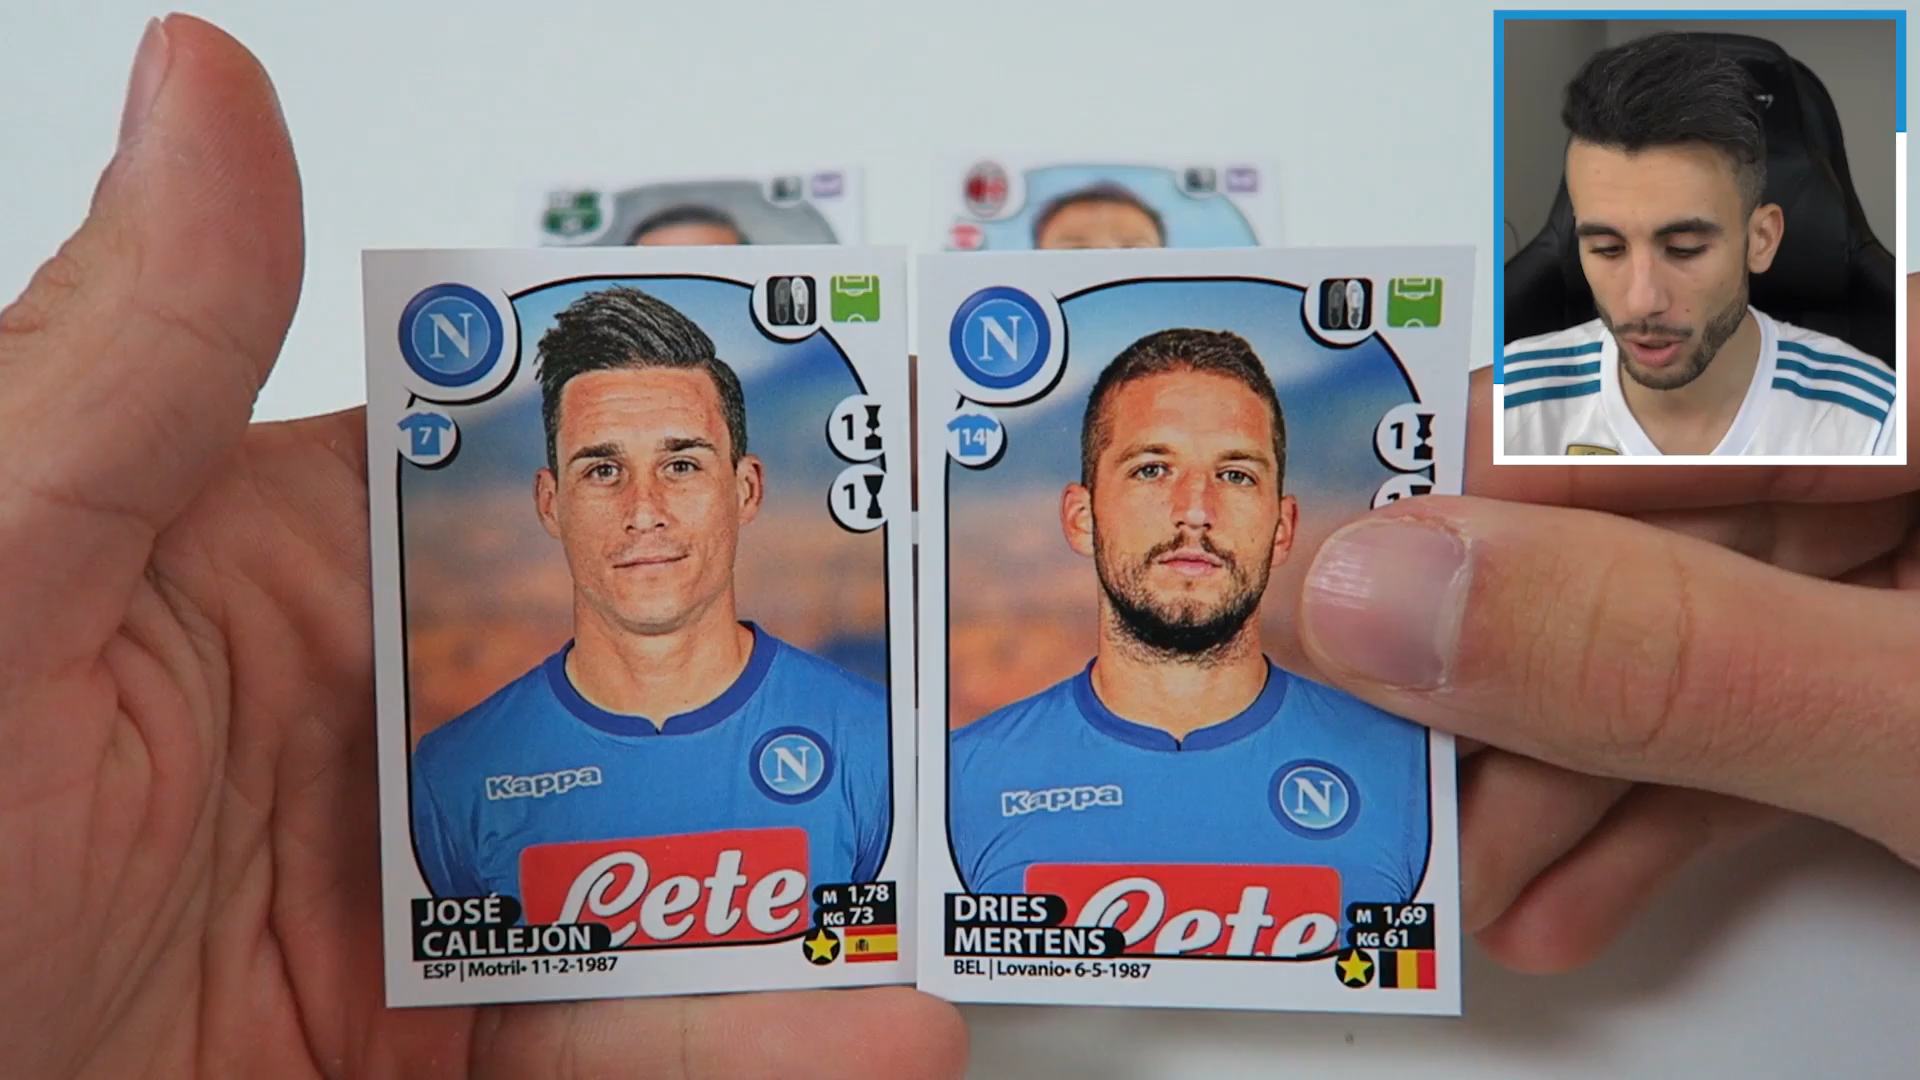 N
7
1
1
Kappa
N
Lete
JOSÉ
CALLEJÓN
M 1,78
KG 73
ESP | Motril • 11-2-1987
N
14
1
Kappa
N
Lete
DRIES
MERTENS
M 1,69
KG 61
BEL | Lovanio • 6-5-1987